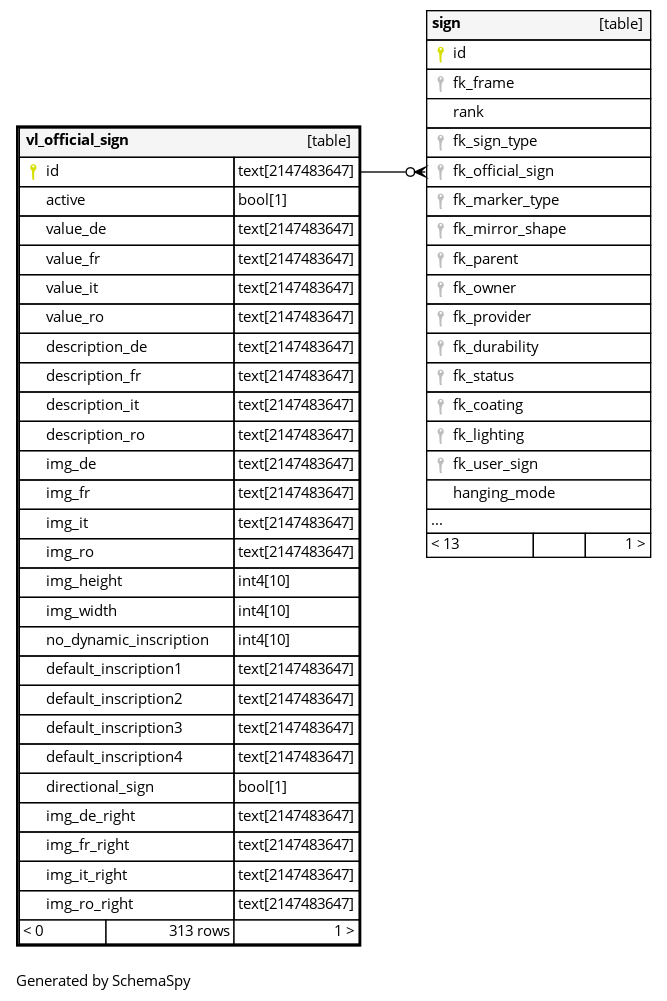 sign [table]
id
fk_frame
rank
fk_sign_type
fk_official_sign
fk_marker_type
fk_mirror_shape
fk_parent
fk_owner
fk_provider
fk_durability
fk_status
fk_coating
fk_lighting
fk_user_sign
hanging_mode
...
< 13 1 >
vl_official_sign [table]
id text[2147483647]
active bool[1]
value_de text[2147483647]
value_fr text[2147483647]
value_it text[2147483647]
value_ro text[2147483647]
description_de text[2147483647]
description_fr text[2147483647]
description_it text[2147483647]
description_ro text[2147483647]
img_de text[2147483647]
img_fr text[2147483647]
img_it text[2147483647]
img_ro text[2147483647]
img_height int4[10]
img_width int4[10]
no_dynamic_inscription int4[10]
default_inscription1 text[2147483647]
default_inscription2 text[2147483647]
default_inscription3 text[2147483647]
default_inscription4 text[2147483647]
directional_sign bool[1]
img_de_right text[2147483647]
img_fr_right text[2147483647]
img_it_right text[2147483647]
img_ro_right text[2147483647]
< 0 313 rows 1 >
Generated by SchemaSpy